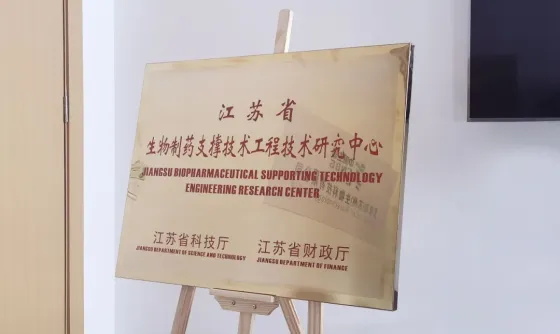 江苏省
生物制药支撑技术工程技术研究中心
JIANGSU BIOPHARMACEUTICAL SUPPORTING TECHNOLOGY
ENGINEERING RESEARCH CENTER
江苏省科技厅 江苏省财政厅
JIANGSU DEPARTMENT OF SCIENCE AND TECHNOLOGY JIANGSU DEPARTMENT OF FINANCE